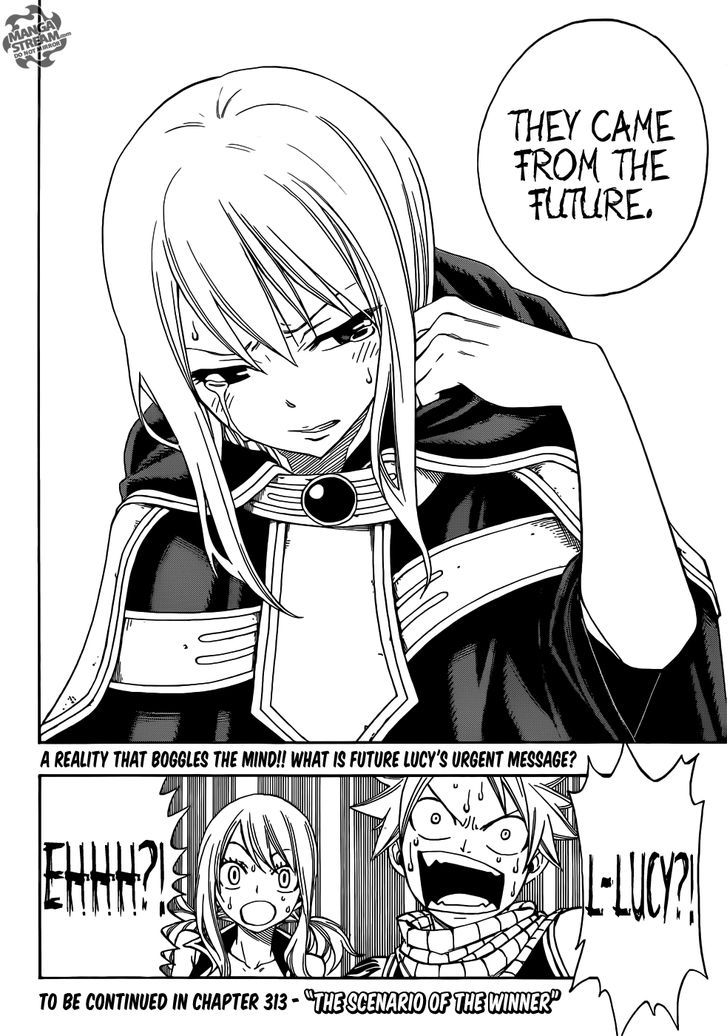 MANGA
STREAM.com
DO NOT MIRROR
THEY CAME
FROM THE
FUTURE.
A REALITY THAT BOGGLES THE MIND!! WHAT IS FUTURE LUCY'S URGENT MESSAGE?
EHHH?!
L-LUCY?!
TO BE CONTINUED IN CHAPTER 313 - "THE SCENARIO OF THE WINNER"